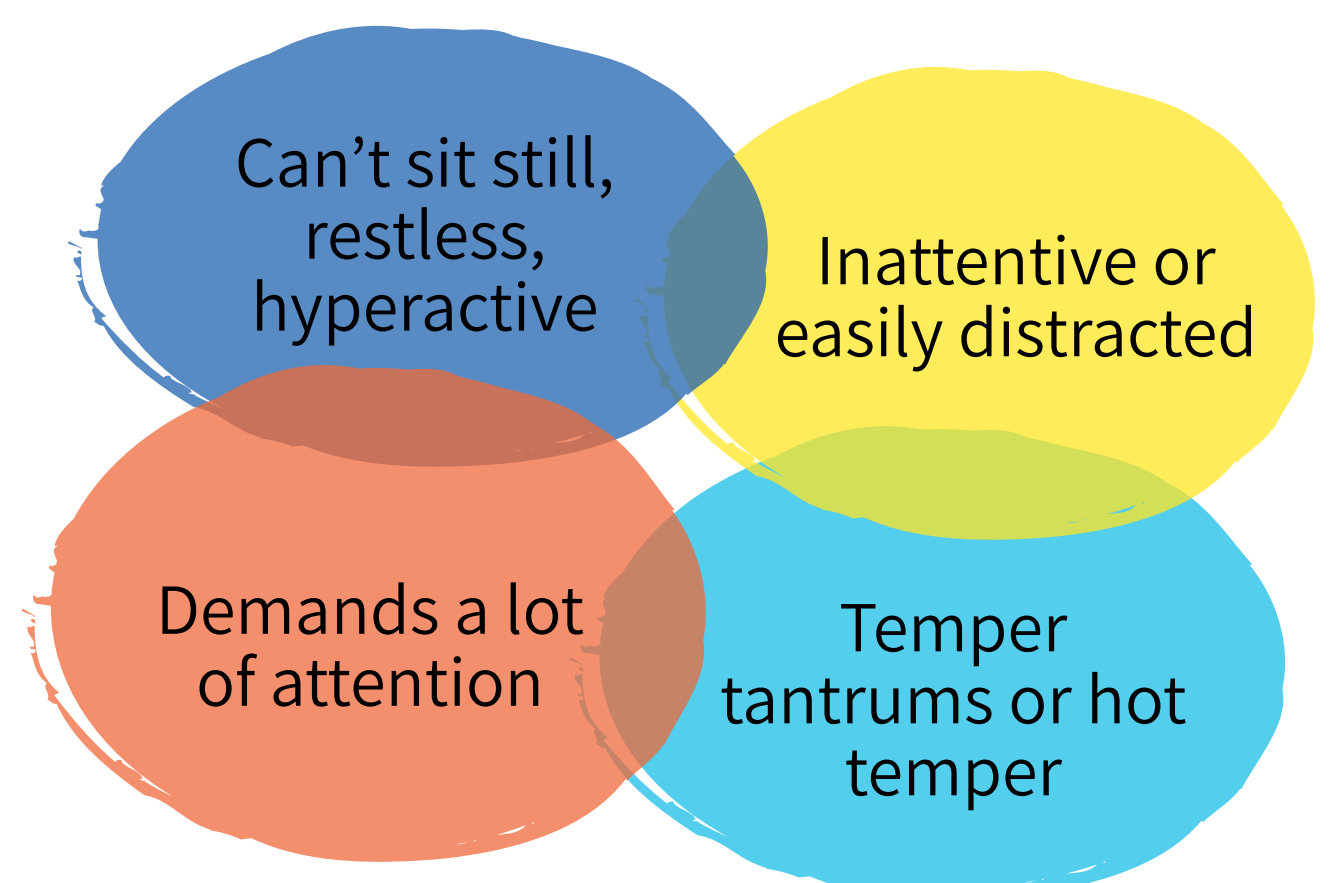 Can’t sit still,
restless,
hyperactive
Inattentive or
easily distracted
Demands a lot
of attention
Temper
tantrums or hot
temper